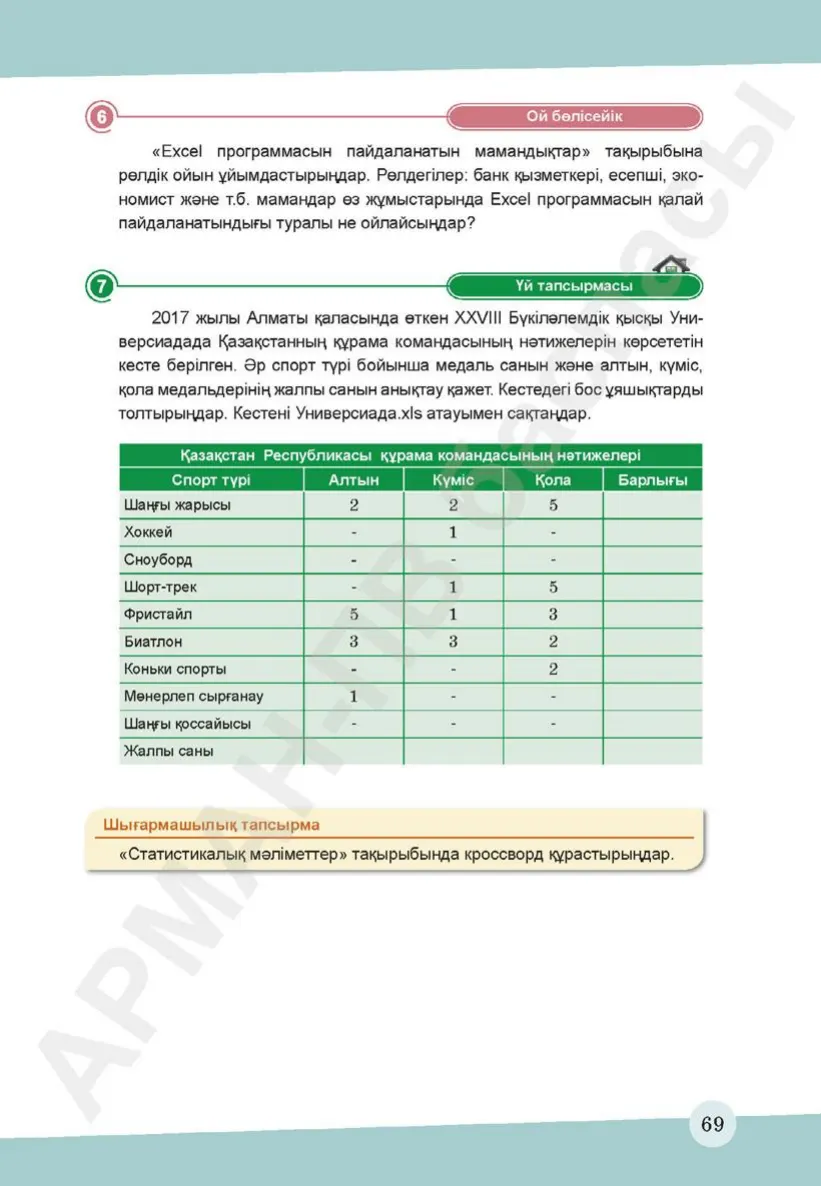 6
Ой бөлісейік
«Excel программасын пайдаланатын мамандықтар» тақырыбына
рөлдік ойын ұйымдастырыңдар. Рөлдегілер: банк қызметкері, есепші, эко-
номист және т.б. мамандар өз жұмыстарында Excel программасын қалай
пайдаланатындығы туралы не ойлайсыңдар?
7
Үй тапсырмасы
2017 жылы Алматы қаласында өткен XXVIII Бүкіләлемдік қысқы Уни-
версиадада Қазақстанның құрама командасының нәтижелерін көрсететін
кесте берілген. Әр спорт түрі бойынша медаль санын және алтын, күміс,
қола медальдерінің жалпы санын анықтау қажет. Кестедегі бос ұяшықтарды
толтырыңдар. Кестені Универсиада.xls атауымен сақтаңдар.
Қазақстан Республикасы құрама командасының нәтижелері
Спорт түрі Алтын Күміс Қола Барлығы
Шаңғы жарысы 2 2 5
Хоккей - 1 -
Сноуборд - - -
Шорт-трек - 1 5
Фристайл 5 1 3
Биатлон 3 3 2
Коньки спорты - - 2
Мәнерлеп сырғанау 1 - -
Шаңғы қоссайысы - - -
Жалпы саны
Шығармашылық тапсырма
«Статистикалық мәліметтер» тақырыбында кроссворд құрастырыңдар.
69
АРМАН-ПВ баспасы